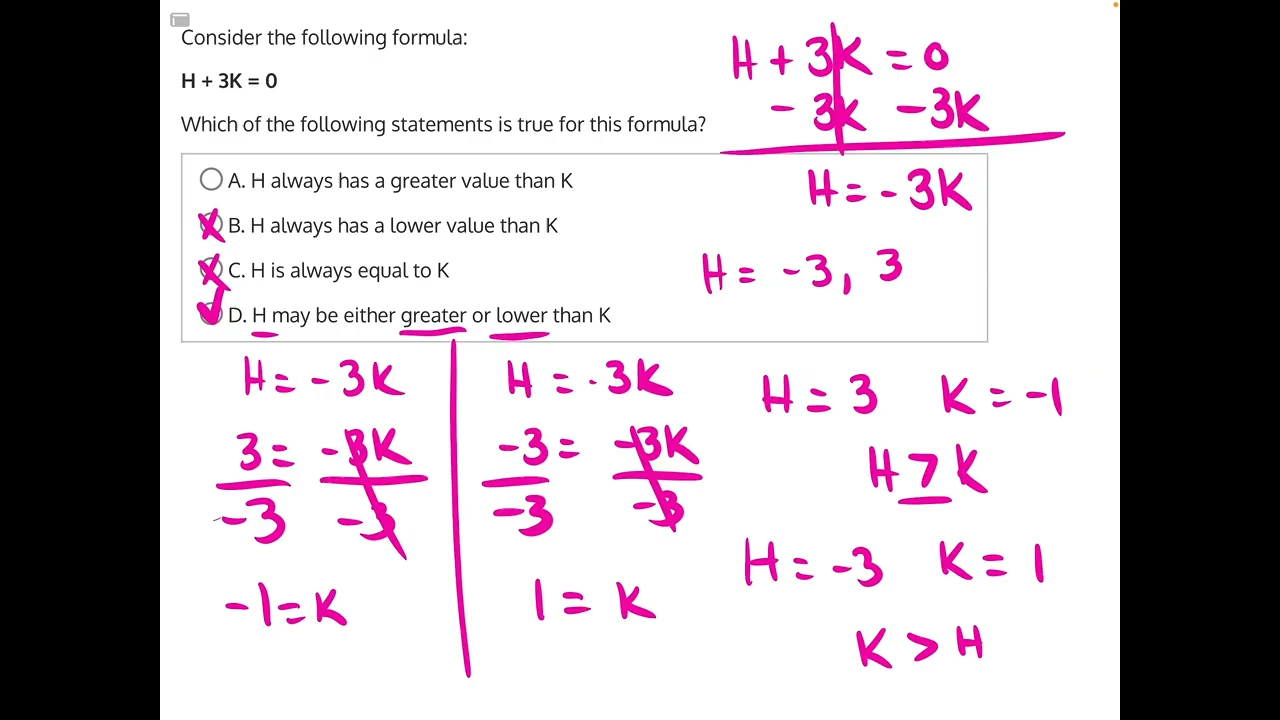 Consider the following formula:
H + 3K = 0
Which of the following statements is true for this formula?
A. H always has a greater value than K
B. H always has a lower value than K
C. H is always equal to K
D. H may be either greater or lower than K
H + 3K = 0
- 3K - 3K
H = - 3K
H = -3, 3
H = - 3K
3 = - 3K
-3 -3
-1 = K
H = - 3K
-3 = -3K
-3 -3
1 = K
H = 3 K = -1
H > K
H = -3 K = 1
K > H